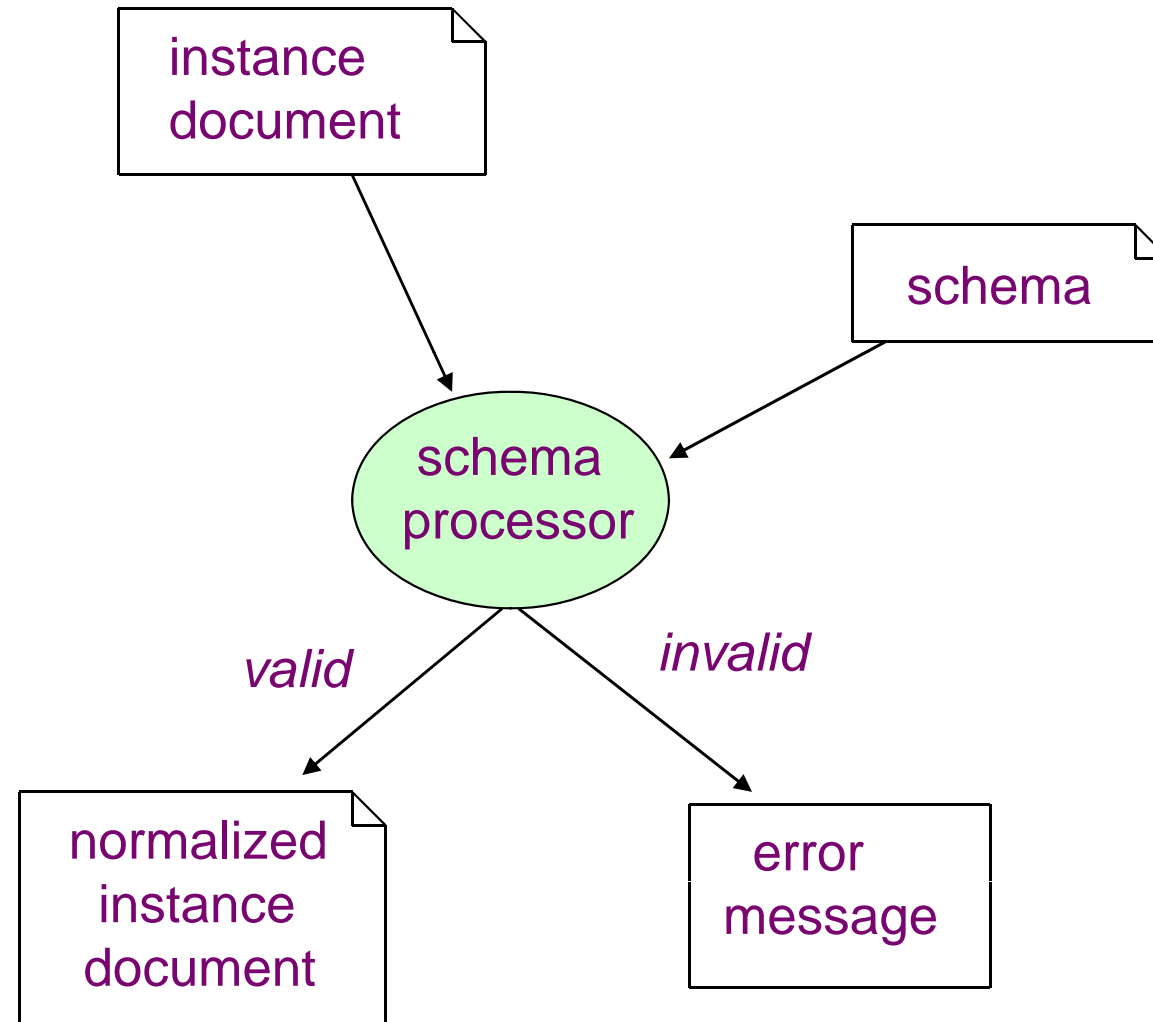 instance
document
schema
schema
processor
valid
invalid
normalized
instance
document
error
message